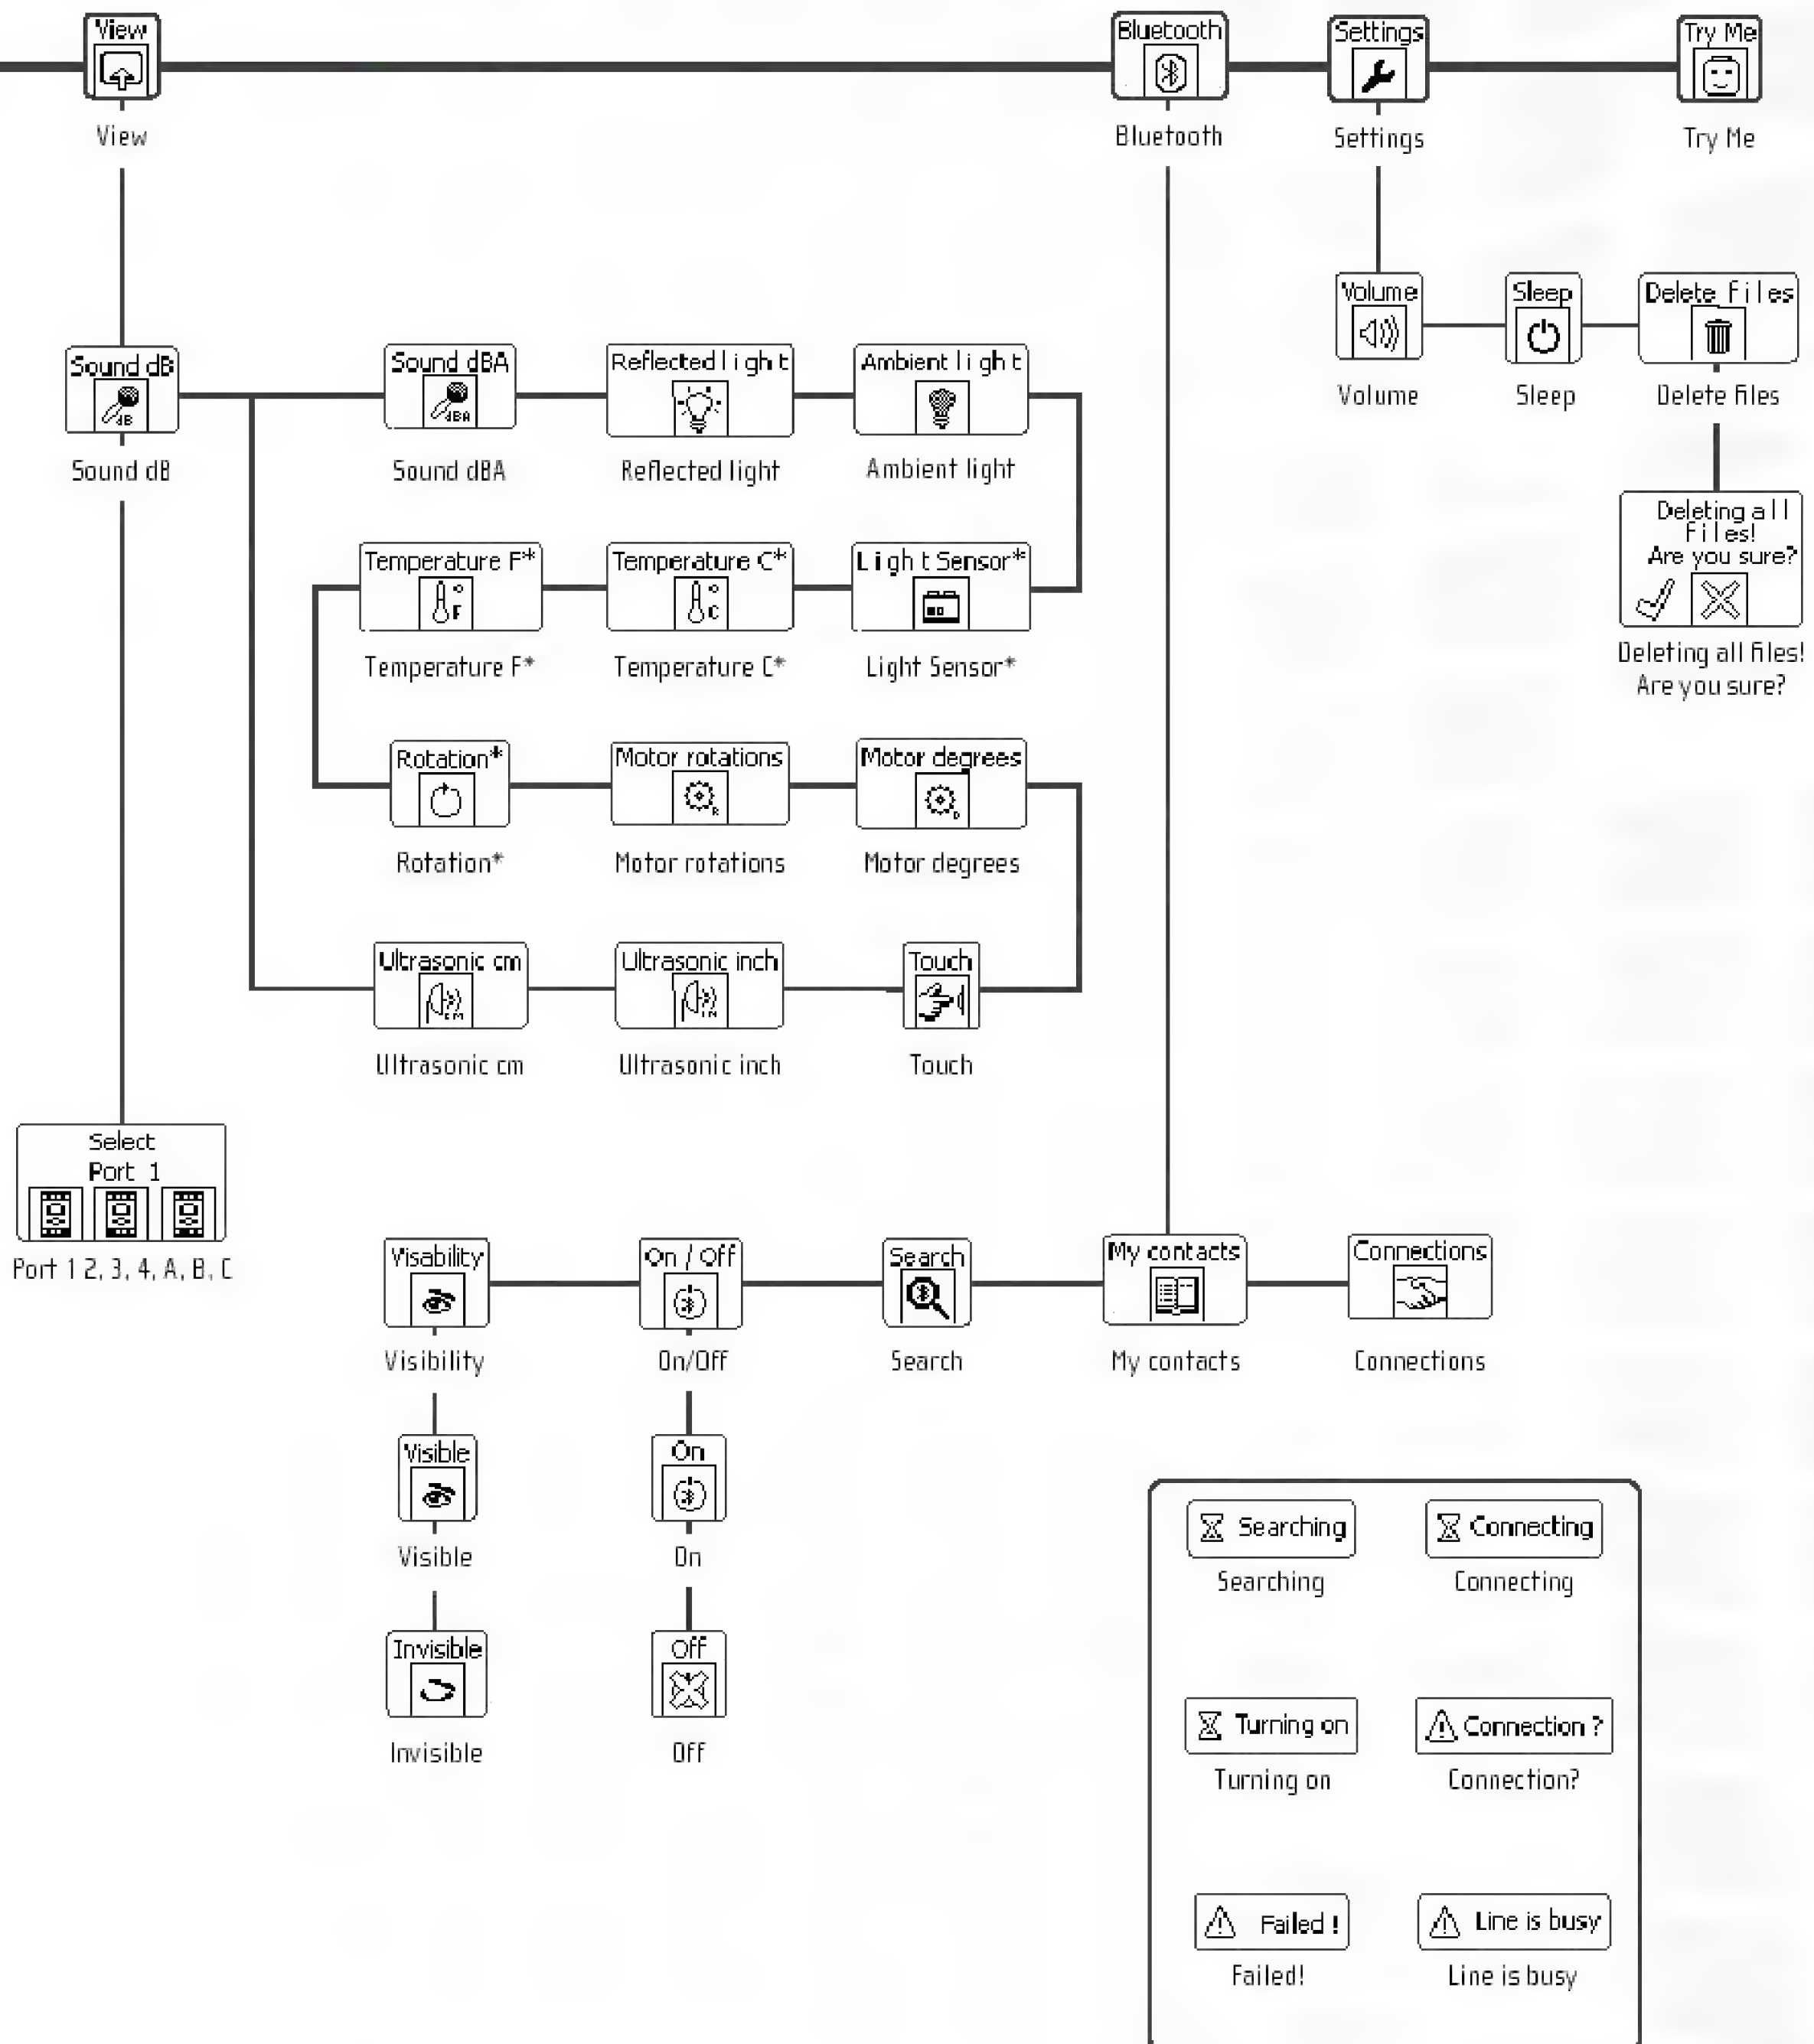 View
Bluetooth
Settings
Try Me
View
Bluetooth
Settings
Try Me
Volume
Sleep
Delete files
Volume
Sleep
Delete files
Sound dB
dB
Sound dBA
dBA
Reflected light
Ambient light
Sound dB
Sound dBA
Reflected light
Ambient light
Deleting all
files!
Are you sure?
Deleting all files!
Are you sure?
Temperature F*
°F
Temperature C*
°C
Light Sensor*
Temperature F*
Temperature C*
Light Sensor*
Rotation*
Motor rotations
R
Motor degrees
D
Rotation*
Motor rotations
Motor degrees
Ultrasonic cm
CM
Ultrasonic inch
IN
Touch
Ultrasonic cm
Ultrasonic inch
Touch
Select
Port 1
Port 1 2, 3, 4, A, B, C
Visability
On / Off
Search
My contacts
Connections
Visibility
On/Off
Search
My contacts
Connections
Visible
On
Visible
On
Invisible
Off
Invisible
Off
Searching
Connecting
Searching
Connecting
Turning on
Connection ?
Turning on
Connection?
Failed !
Line is busy
Failed!
Line is busy